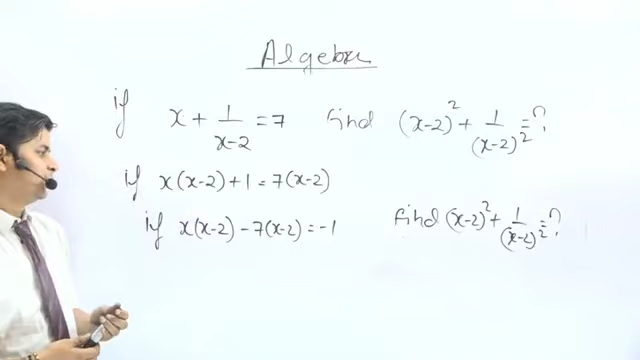 Algebra
if x + 1/(x-2) = 7 find (x-2)² + 1/(x-2)² = ?
if x(x-2)+1 = 7(x-2)
if x(x-2) -7(x-2) = -1 find (x-2)² + 1/(x-2)² = ?